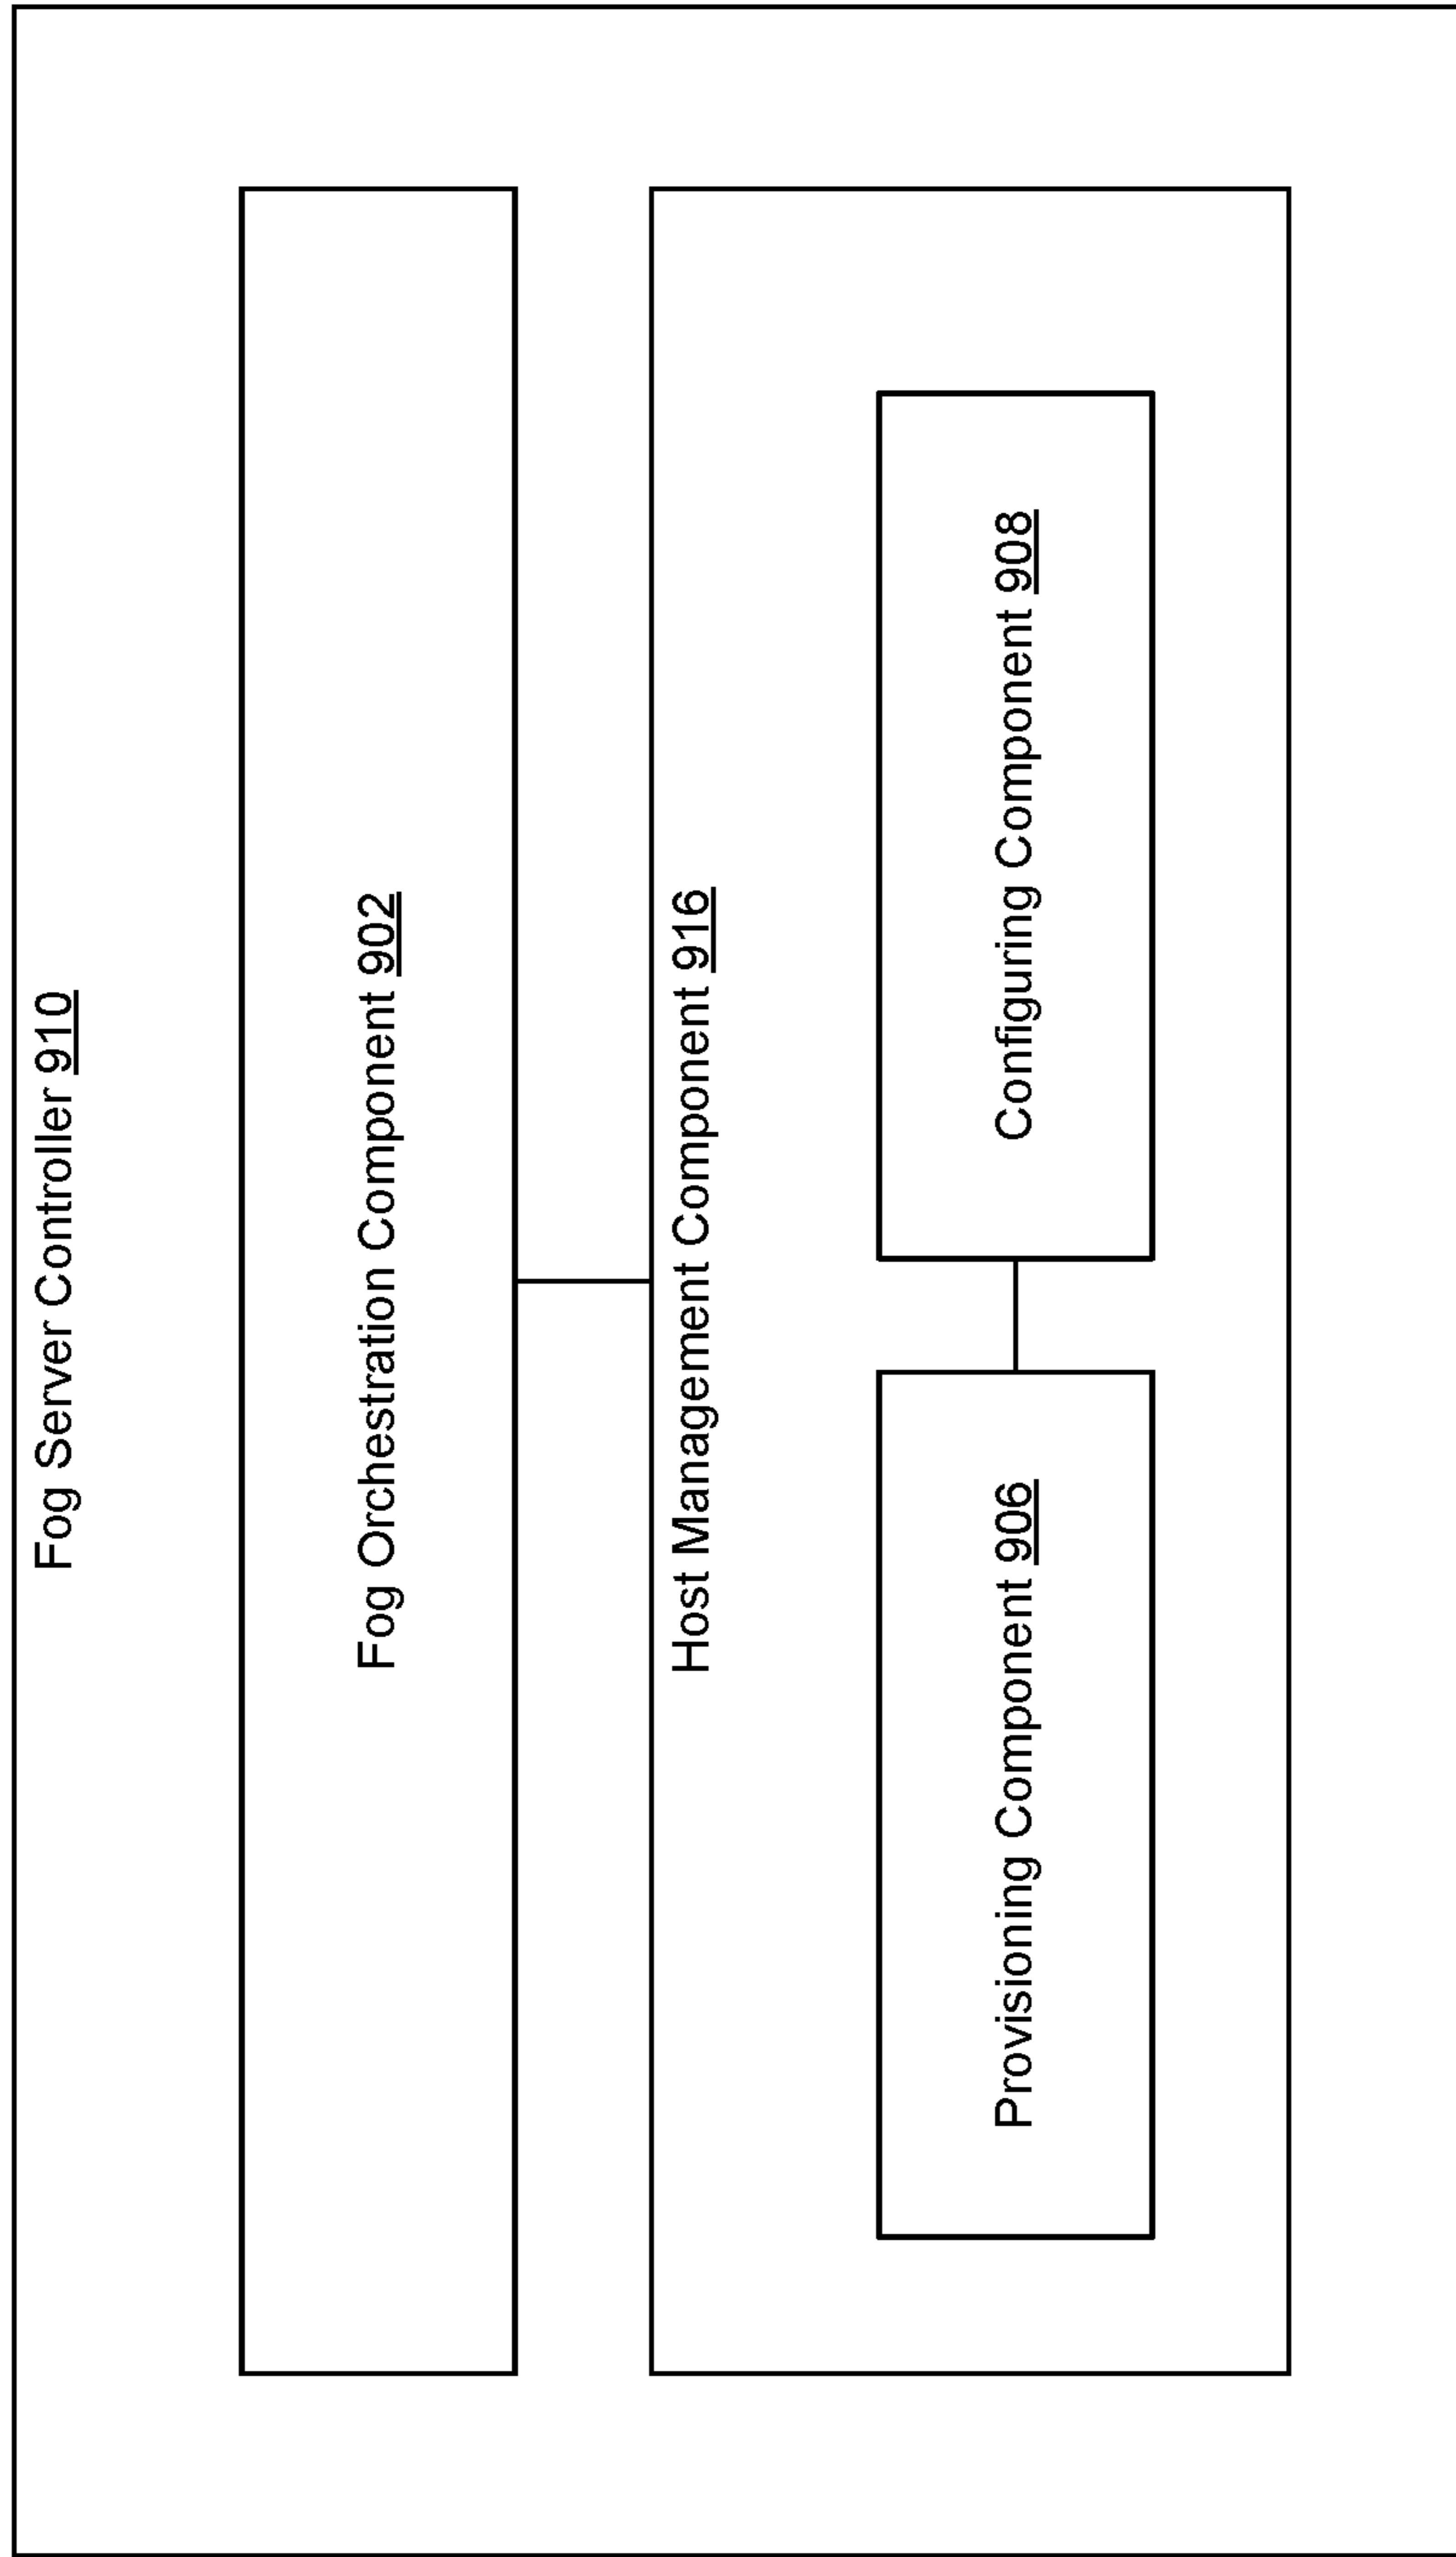 Fog Server Controller 910
Fog Orchestration Component 902
Host Management Component 916
Provisioning Component 906
Configuring Component 908